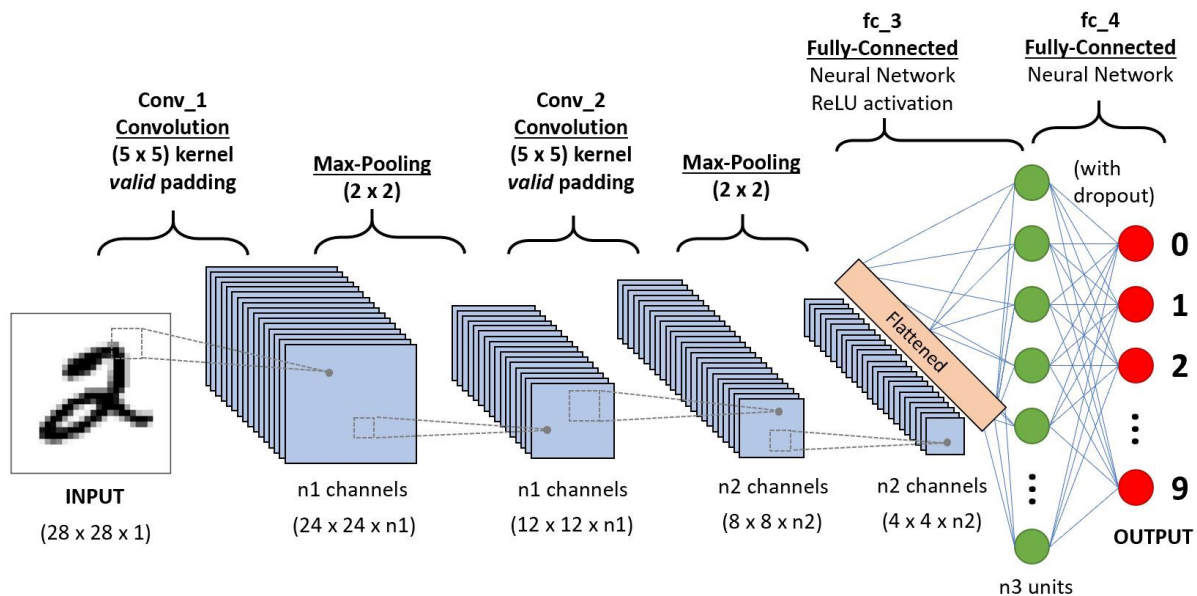 Conv_1
Convolution
(5 x 5) kernel
valid padding
Max-Pooling
(2 x 2)
Conv_2
Convolution
(5 x 5) kernel
valid padding
Max-Pooling
(2 x 2)
fc_3
Fully-Connected
Neural Network
ReLU activation
fc_4
Fully-Connected
Neural Network
(with
dropout)
2
INPUT
(28 x 28 x 1)
n1 channels
(24 x 24 x n1)
n1 channels
(12 x 12 x n1)
n2 channels
(8 x 8 x n2)
n2 channels
(4 x 4 x n2)
Flattened
n3 units
0
1
2
9
OUTPUT